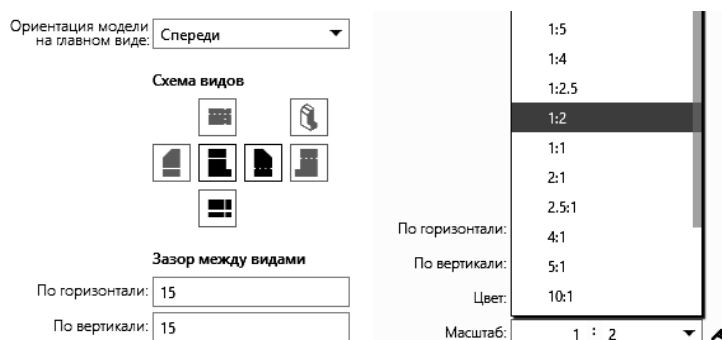 Ориентация модели
на главном виде: Спереди
Схема видов
Зазор между видами
По горизонтали: 15
По вертикали: 15
1:5
1:4
1:2.5
1:2
1:1
2:1
2.5:1
4:1
5:1
10:1
По горизонтали:
По вертикали:
Цвет:
Масштаб: 1 : 2